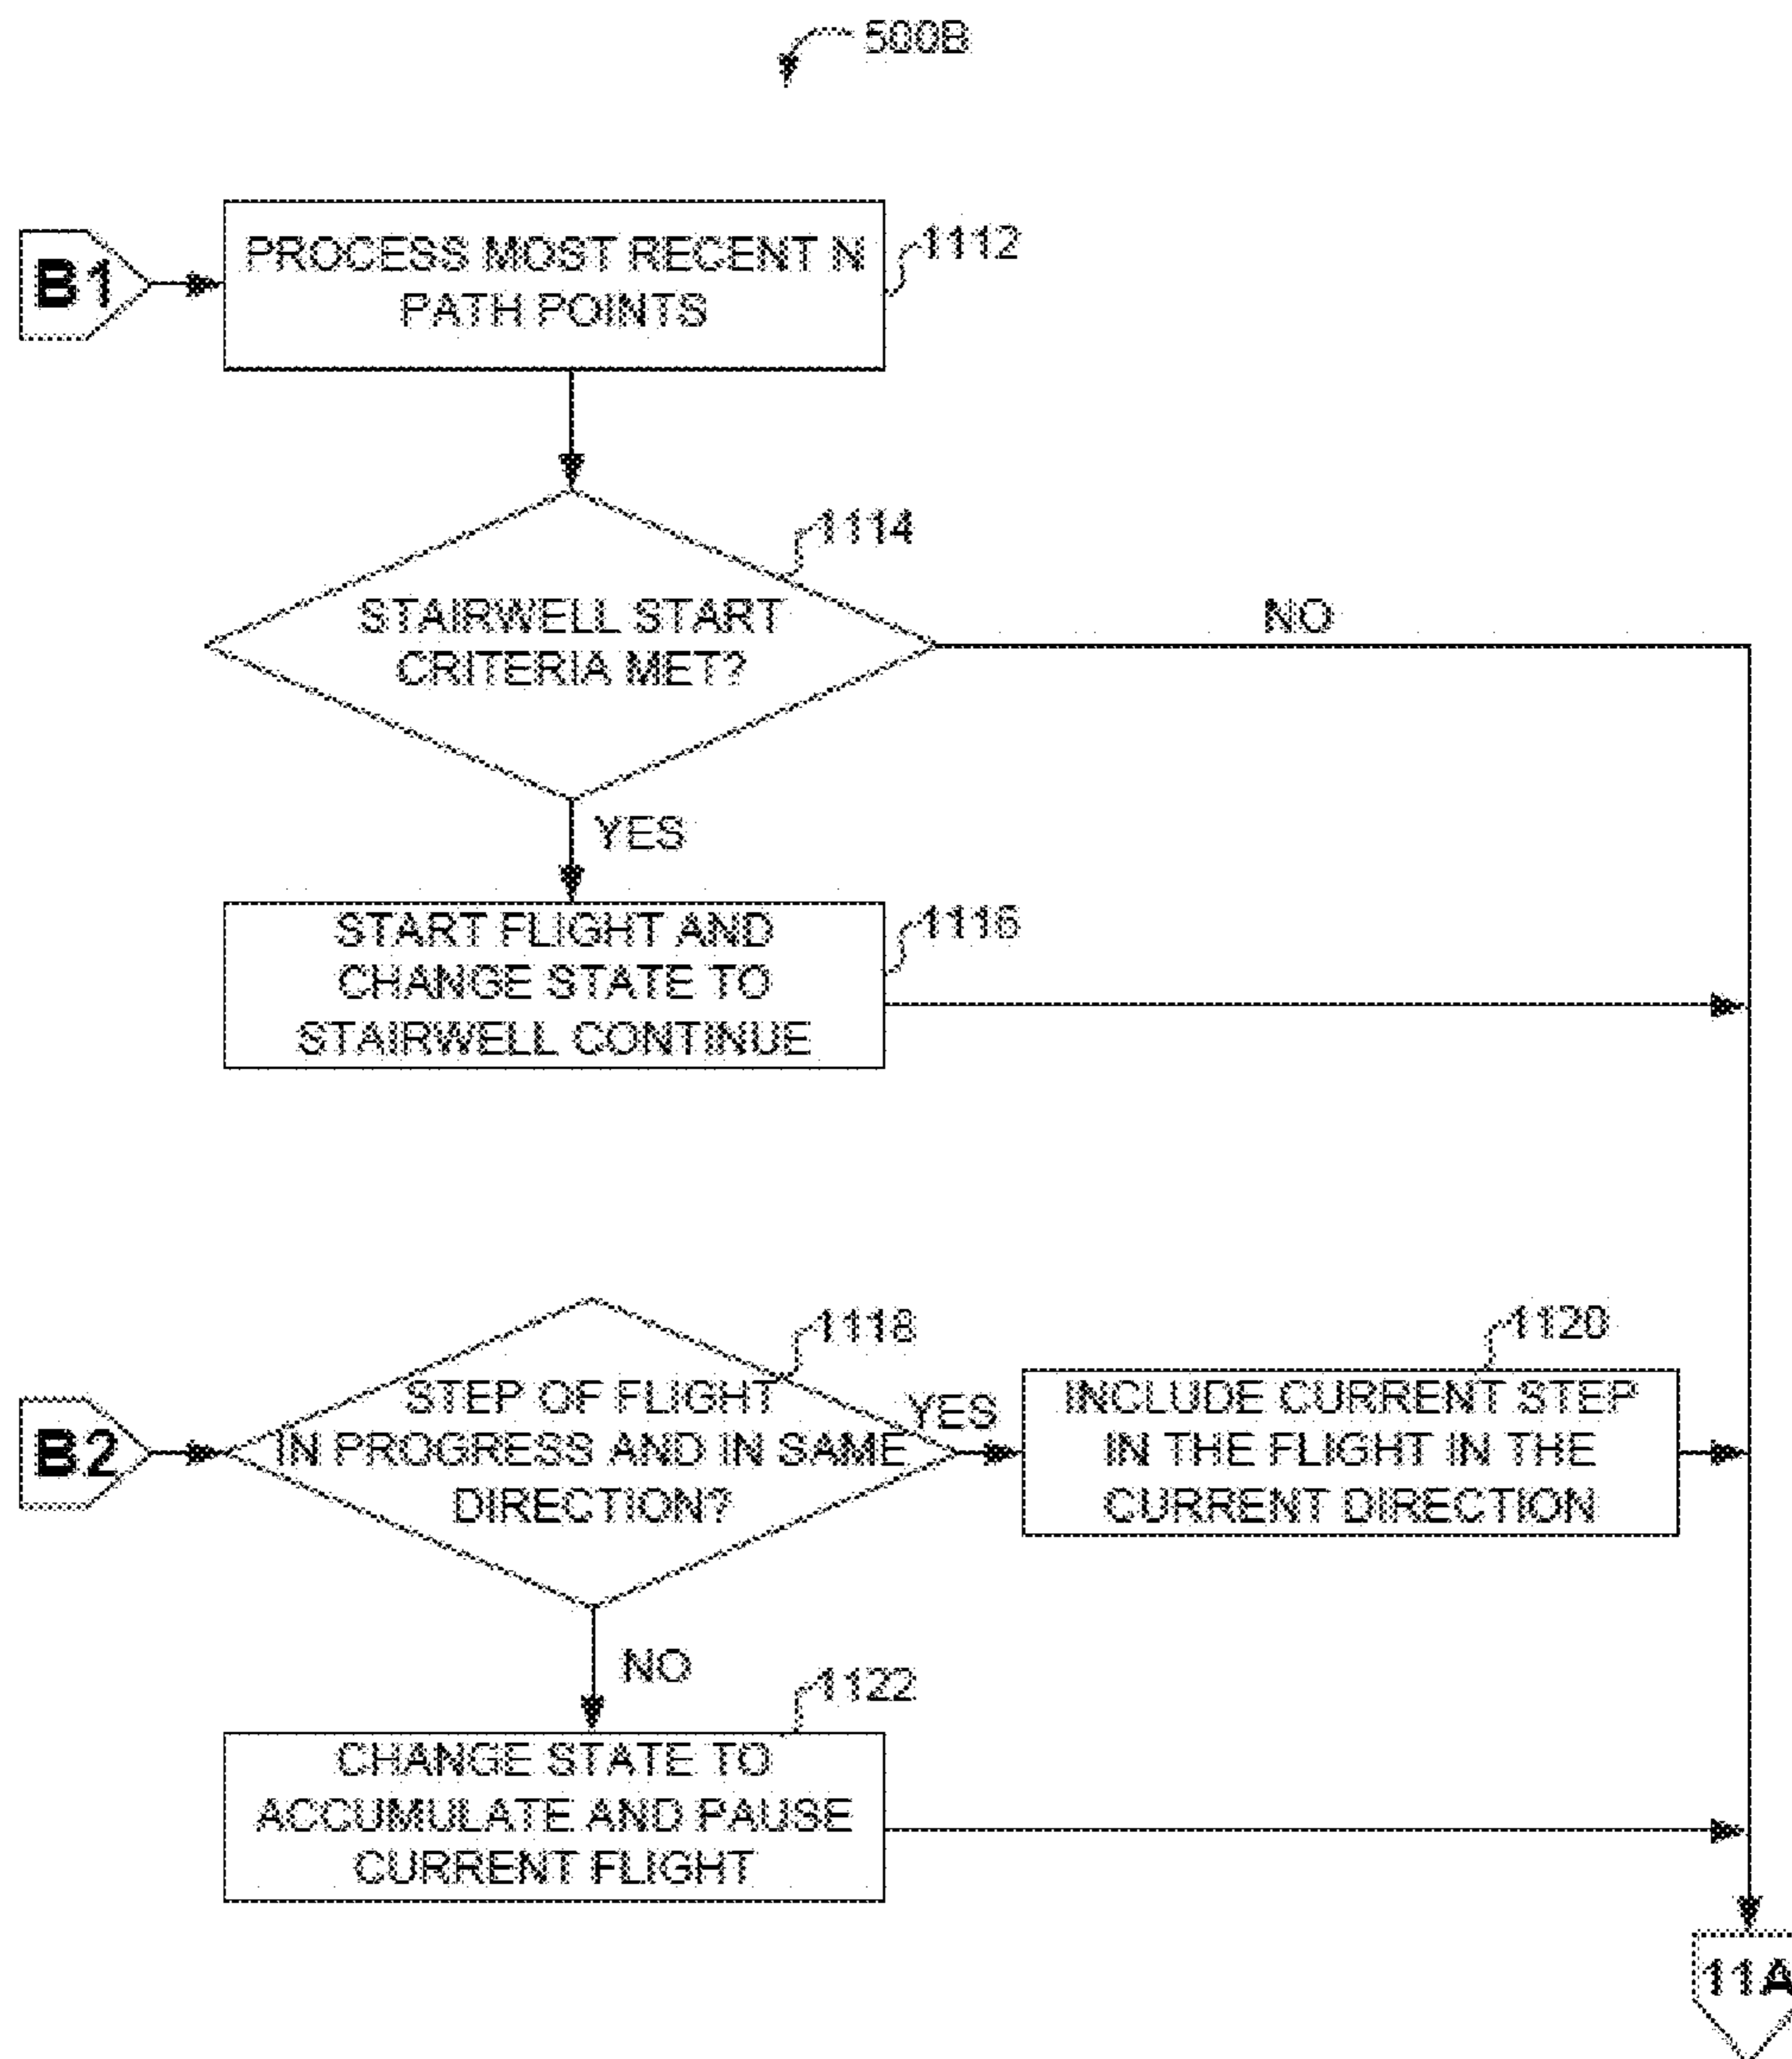 500B
B1
PROCESS MOST RECENT N
PATH POINTS
1112
1114
STAIRWELL START
CRITERIA MET?
NO
YES
START FLIGHT AND
CHANGE STATE TO
STAIRWELL CONTINUE
1116
B2
1118
STEP OF FLIGHT
IN PROGRESS AND IN SAME
DIRECTION?
YES
1120
INCLUDE CURRENT STEP
IN THE FLIGHT IN THE
CURRENT DIRECTION
NO
1122
CHANGE STATE TO
ACCUMULATE AND PAUSE
CURRENT FLIGHT
11A